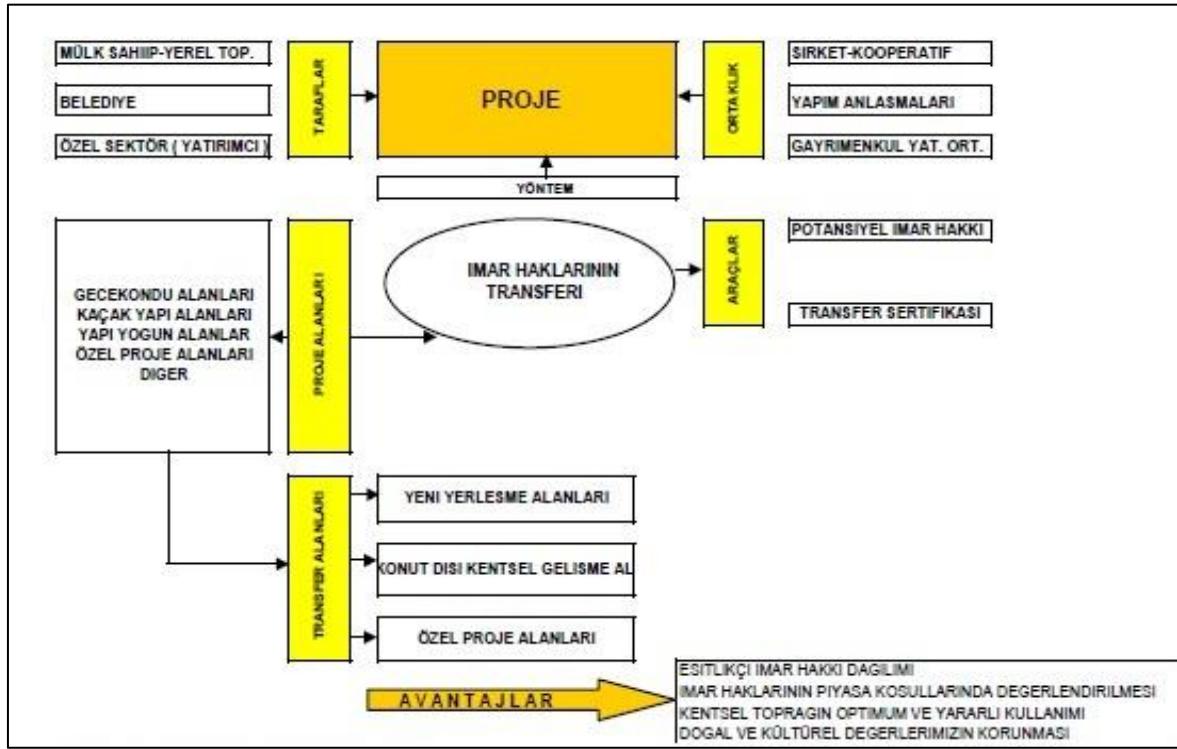 MÜLK SAHIIP-YEREL TOP.
BELEDIYE
ÖZEL SEKTÖR ( YATIRIMCI )
TARAFLAR
PROJE
ORTAKLIK
SIRKET-KOOPERATIF
YAPIM ANLASMALARI
GAYRIMENKUL YAT. ORT.
YÖNTEM
GECEKONDU ALANLARI
KAÇAK YAPI ALANLARI
YAPI YOGUN ALANLAR
ÖZEL PROJE ALANLARI
DIGER
PROJE ALANLARI
IMAR HAKLARININ
TRANSFERI
ARAÇLAR
POTANSIYEL IMAR HAKKI
TRANSFER SERTIFIKASI
TRANSFER ALANLARI
YENI YERLESME ALANLARI
KONUT DISI KENTSEL GELISME AL
ÖZEL PROJE ALANLARI
AVANTAJLAR
ESITLIKÇI IMAR HAKKI DAGILIMI
IMAR HAKLARININ PIYASA KOSULLARINDA DEGERLENDIRILMESI
KENTSEL TOPRAGIN OPTIMUM VE YARARLI KULLANIMI
DOGAL VE KÜLTÜREL DEGERLERIMIZIN KORUNMASI